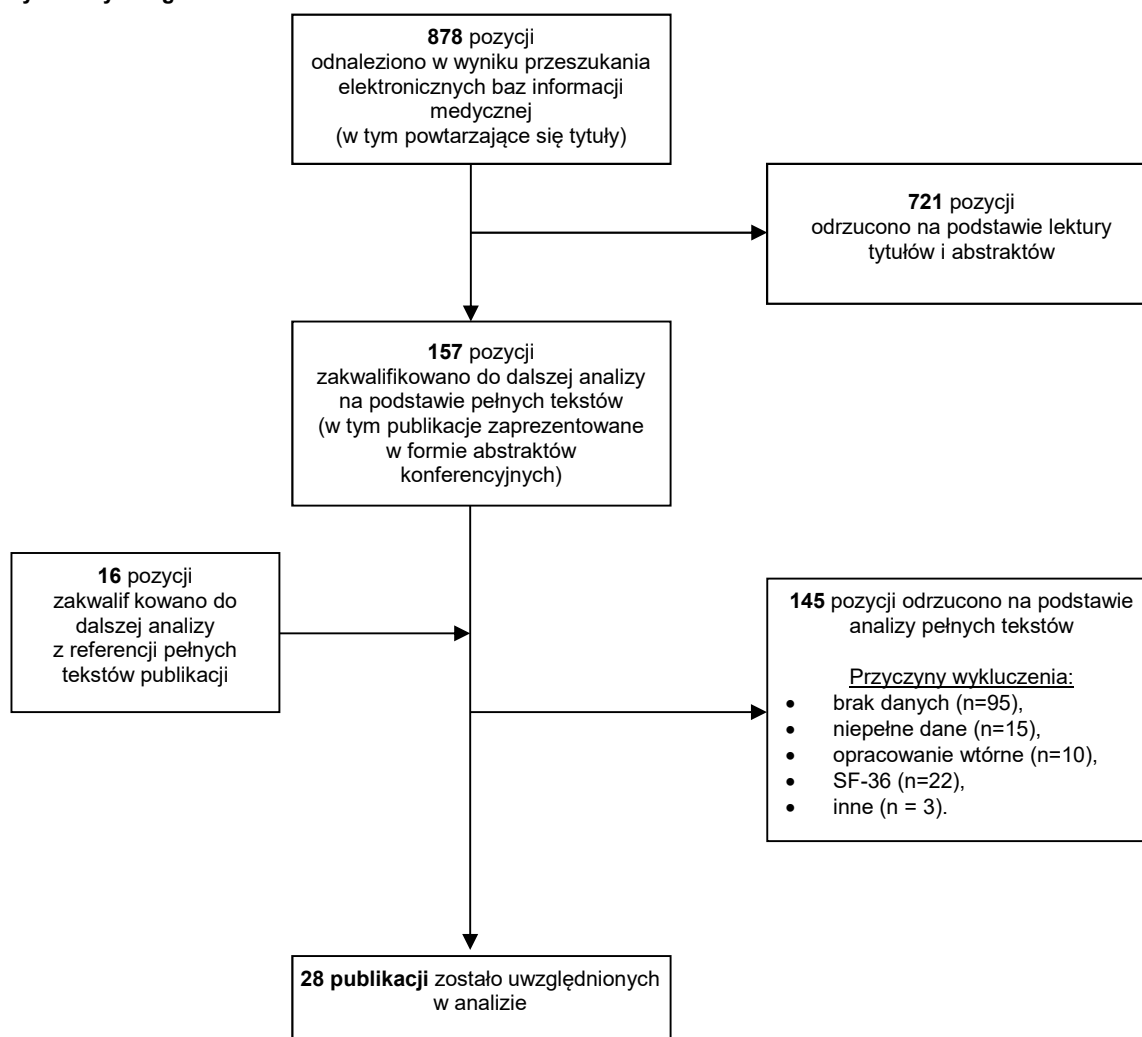 878 pozycji
odnaleziono w wyniku przeszukania
elektronicznych baz informacji
medycznej
(w tym powtarzające się tytuły)
721 pozycji
odrzucono na podstawie lektury
tytułów i abstraktów
157 pozycji
zakwalifikowano do dalszej analizy
na podstawie pełnych tekstów
(w tym publikacje zaprezentowane
w formie abstraktów
konferencyjnych)
16 pozycji
zakwalif kowano do
dalszej analizy
z referencji pełnych
tekstów publikacji
145 pozycji odrzucono na podstawie
analizy pełnych tekstów
Przyczyny wykluczenia:
• brak danych (n=95),
• niepełne dane (n=15),
• opracowanie wtórne (n=10),
• SF-36 (n=22),
• inne (n = 3).
28 publikacji zostało uwzględnionych
w analizie